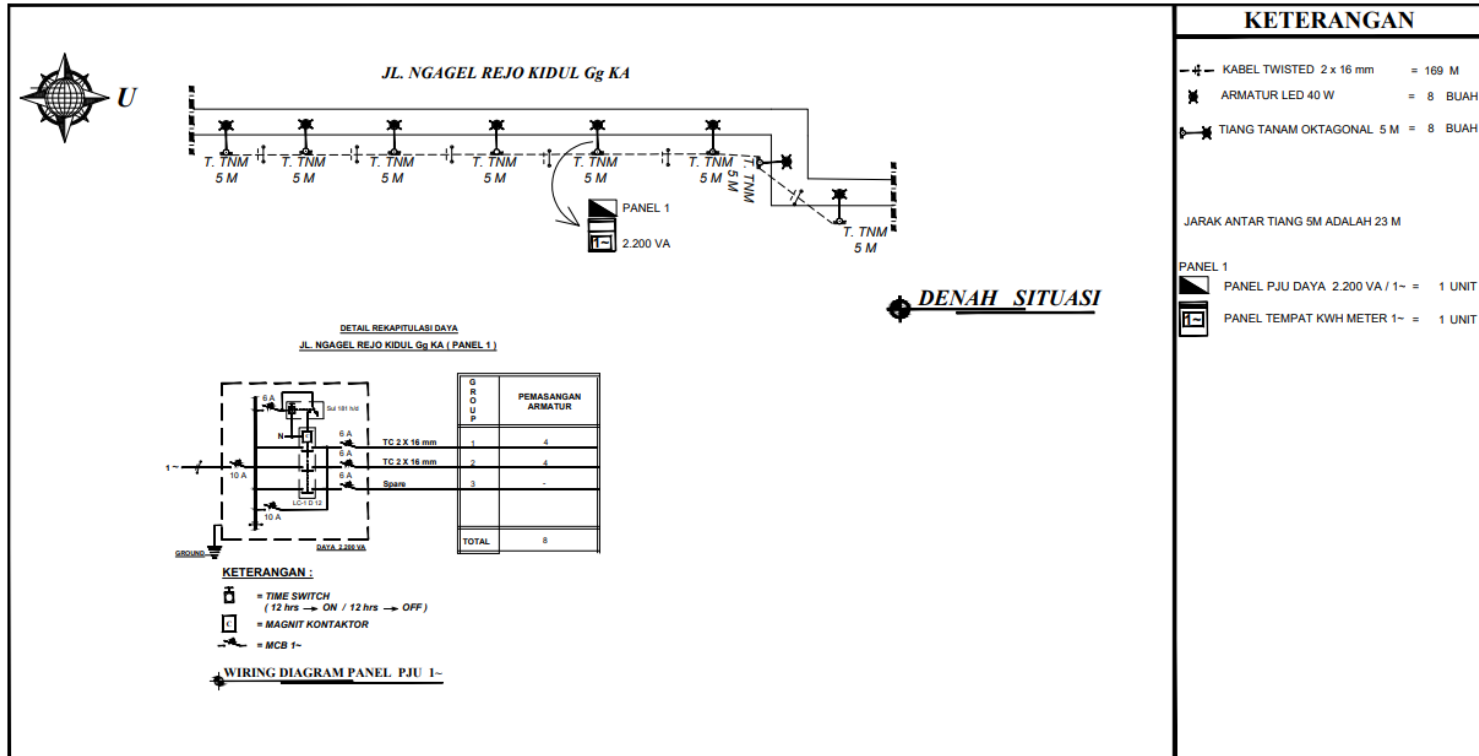 U
JL. NGAGEL REJO KIDUL Gg KA
T. TNM
5 M
T. TNM
5 M
T. TNM
5 M
T. TNM
5 M
T. TNM
5 M
T. TNM
5 M
T. TNM
5 M
T. TNM
5 M
PANEL 1
1~
2.200 VA
DENAH SITUASI
DETAIL REKAPITULASI DAYA
JL. NGAGEL REJO KIDUL Gg KA ( PANEL 1 )
6 A
Sul 181 h/d
N
C
6 A
TC 2 X 16 mm
6 A
TC 2 X 16 mm
1 ~
10 A
6 A
Spare
LC-1 D 12
10 A
GROUND
DAYA 2.200 VA
GROUP
PEMASANGAN
ARMATUR
1 4
2 4
3 -
TOTAL 8
KETERANGAN :
= TIME SWITCH
( 12 hrs → ON / 12 hrs → OFF )
C = MAGNIT KONTAKTOR
= MCB 1~
WIRING DIAGRAM PANEL PJU 1~
KETERANGAN
KABEL TWISTED 2 x 16 mm = 169 M
ARMATUR LED 40 W = 8 BUAH
TIANG TANAM OKTAGONAL 5 M = 8 BUAH
JARAK ANTAR TIANG 5M ADALAH 23 M
PANEL 1
PANEL PJU DAYA 2.200 VA / 1~ = 1 UNIT
1~ PANEL TEMPAT KWH METER 1~ = 1 UNIT